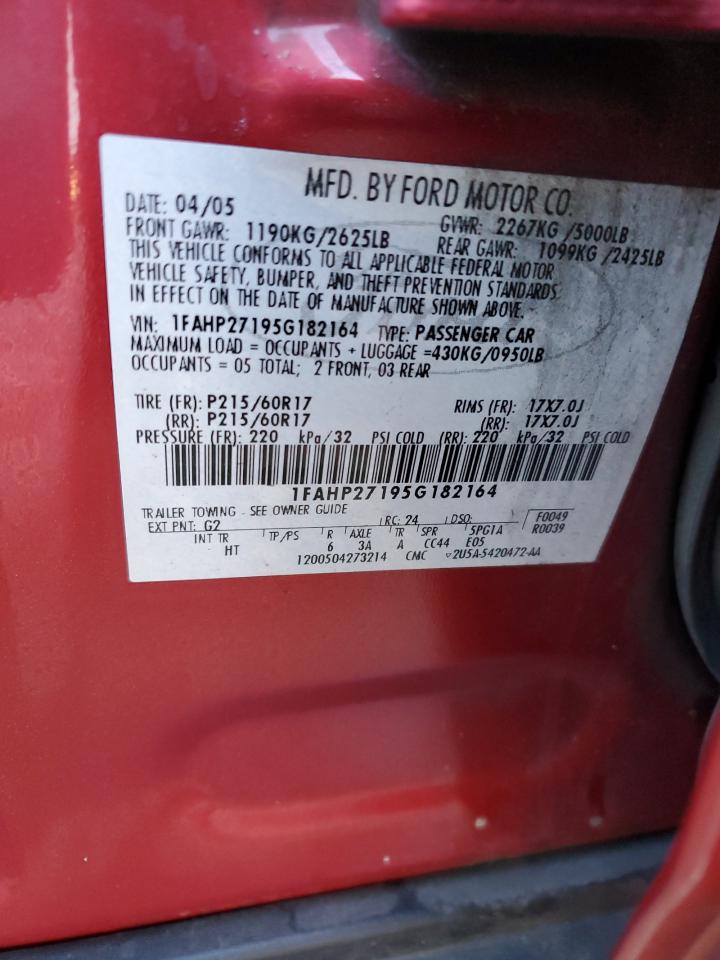 MFD. BY FORD MOTOR CO.
DATE: 04/05 GVWR: 2267KG /5000LB
FRONT GAWR: 1190KG/2625LB REAR GAWR: 1099KG /2425LB
THIS VEHICLE CONFORMS TO ALL APPLICABLE FEDERAL MOTOR
VEHICLE SAFETY, BUMPER, AND THEFT PREVENTION STANDARDS
IN EFFECT ON THE DATE OF MANUFACTURE SHOWN ABOVE.
VIN: 1FAHP27195G182164 TYPE: PASSENGER CAR
MAXIMUM LOAD = OCCUPANTS + LUGGAGE =430KG/0950LB
OCCUPANTS = 05 TOTAL; 2 FRONT, 03 REAR
TIRE (FR): P215/60R17 RIMS (FR): 17X7.0J
(RR): P215/60R17 (RR): 17X7.0J
PRESSURE (FR): 220 kPa/32 PSI COLD (RR): 220 kPa/32 PSI COLD
1FAHP27195G182164
TRAILER TOWING - SEE OWNER GUIDE
EXT PNT: G2 RC: 24 DSO: F0049
INT TR TP/PS R AXLE TR SPR 5PG1A R0039
HT 6 3A A CC44 E05
1200504273214 CMC ▽2U5A-5420472-AA